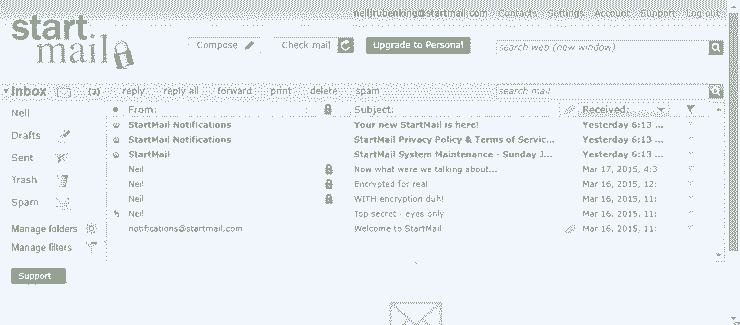 neiljrubenking@startmail.com Contacts Settings Account Support Log out
start
mail
Compose Check mail Upgrade to Personal search web (new window)
Inbox (3) reply reply all forward print delete spam search mail
From: Subject: Received:
Neil
Drafts
Sent
Trash
Spam
Manage folders
Manage filters
Support
StartMail Notifications Your new StartMail is here! Yesterday 6:13 ...
StartMail Notifications StartMail Privacy Policy & Terms of Servic... Yesterday 6:13 ...
StartMail StartMail System Maintenance - Sunday J... Yesterday 6:13 ...
Neil Now what were we talking about... Mar 17, 2015, 4:3
Neil Encrypted for real Mar 16, 2015, 12:
Neil WITH encryption duh! Mar 16, 2015, 11:
Neil Top secret - eyes only Mar 16, 2015, 11:
notifications@startmail.com Welcome to StartMail Mar 16, 2015, 11: